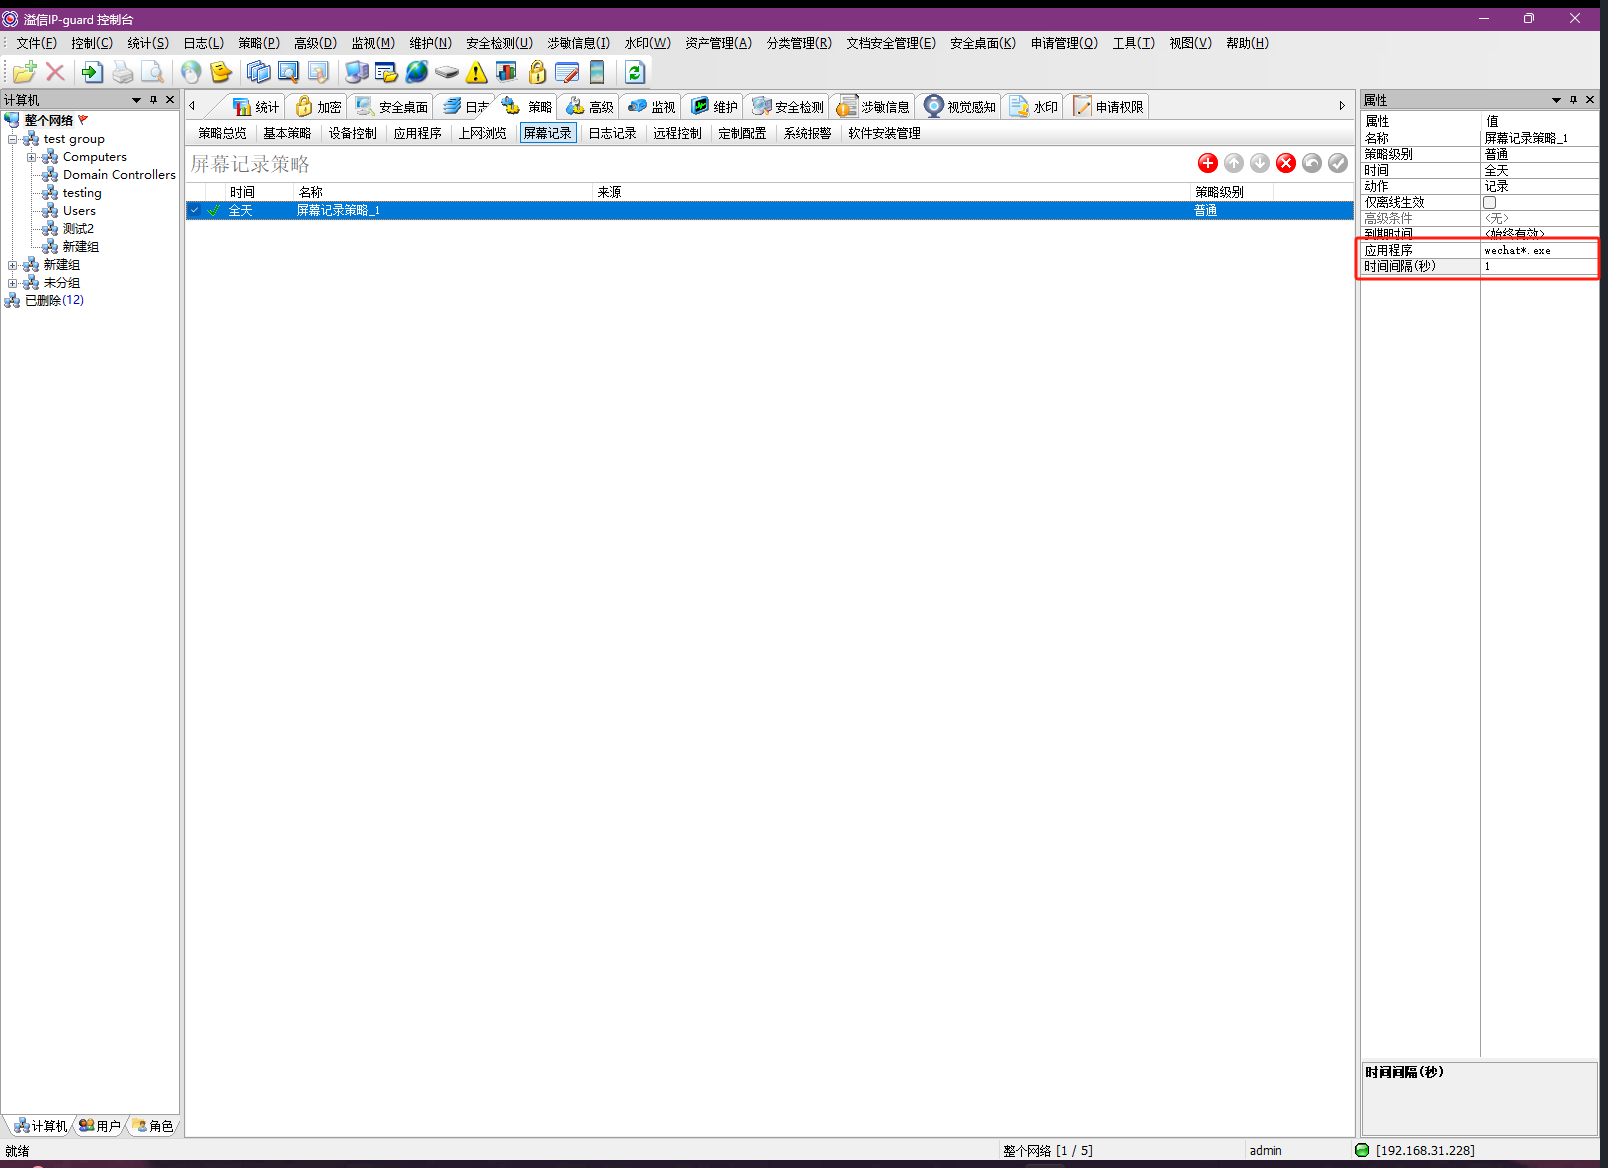 溢信IP-guard 控制台
文件(F) 控制(C) 统计(S) 日志(L) 策略(P) 高级(D) 监视(M) 维护(N) 安全检测(U) 涉敏信息(I) 水印(W) 资产管理(A) 分类管理(R) 文档安全管理(E) 安全桌面(K) 申请管理(Q) 工具(T) 视图(V) 帮助(H)
计算机
整个网络
test group
Computers
Domain Controllers
testing
Users
测试2
新建组
新建组
未分组
已删除(12)
计算机 用户 角色
统计 加密 安全桌面 日志 策略 高级 监视 维护 安全检测 涉敏信息 视觉感知 水印 申请权限
策略总览 基本策略 设备控制 应用程序 上网浏览 屏幕记录 日志记录 远程控制 定制配置 系统报警 软件安装管理
屏幕记录策略
时间 名称 来源 策略级别
全天 屏幕记录策略_1 普通
属性
属性 值
名称 屏幕记录策略_1
策略级别 普通
时间 全天
动作 记录
仅离线生效
高级条件 <无>
到期时间 <始终有效>
应用程序 wechat*.exe
时间间隔(秒) 1
时间间隔(秒)
就绪 整个网络 [1 / 5] admin [192.168.31.228]